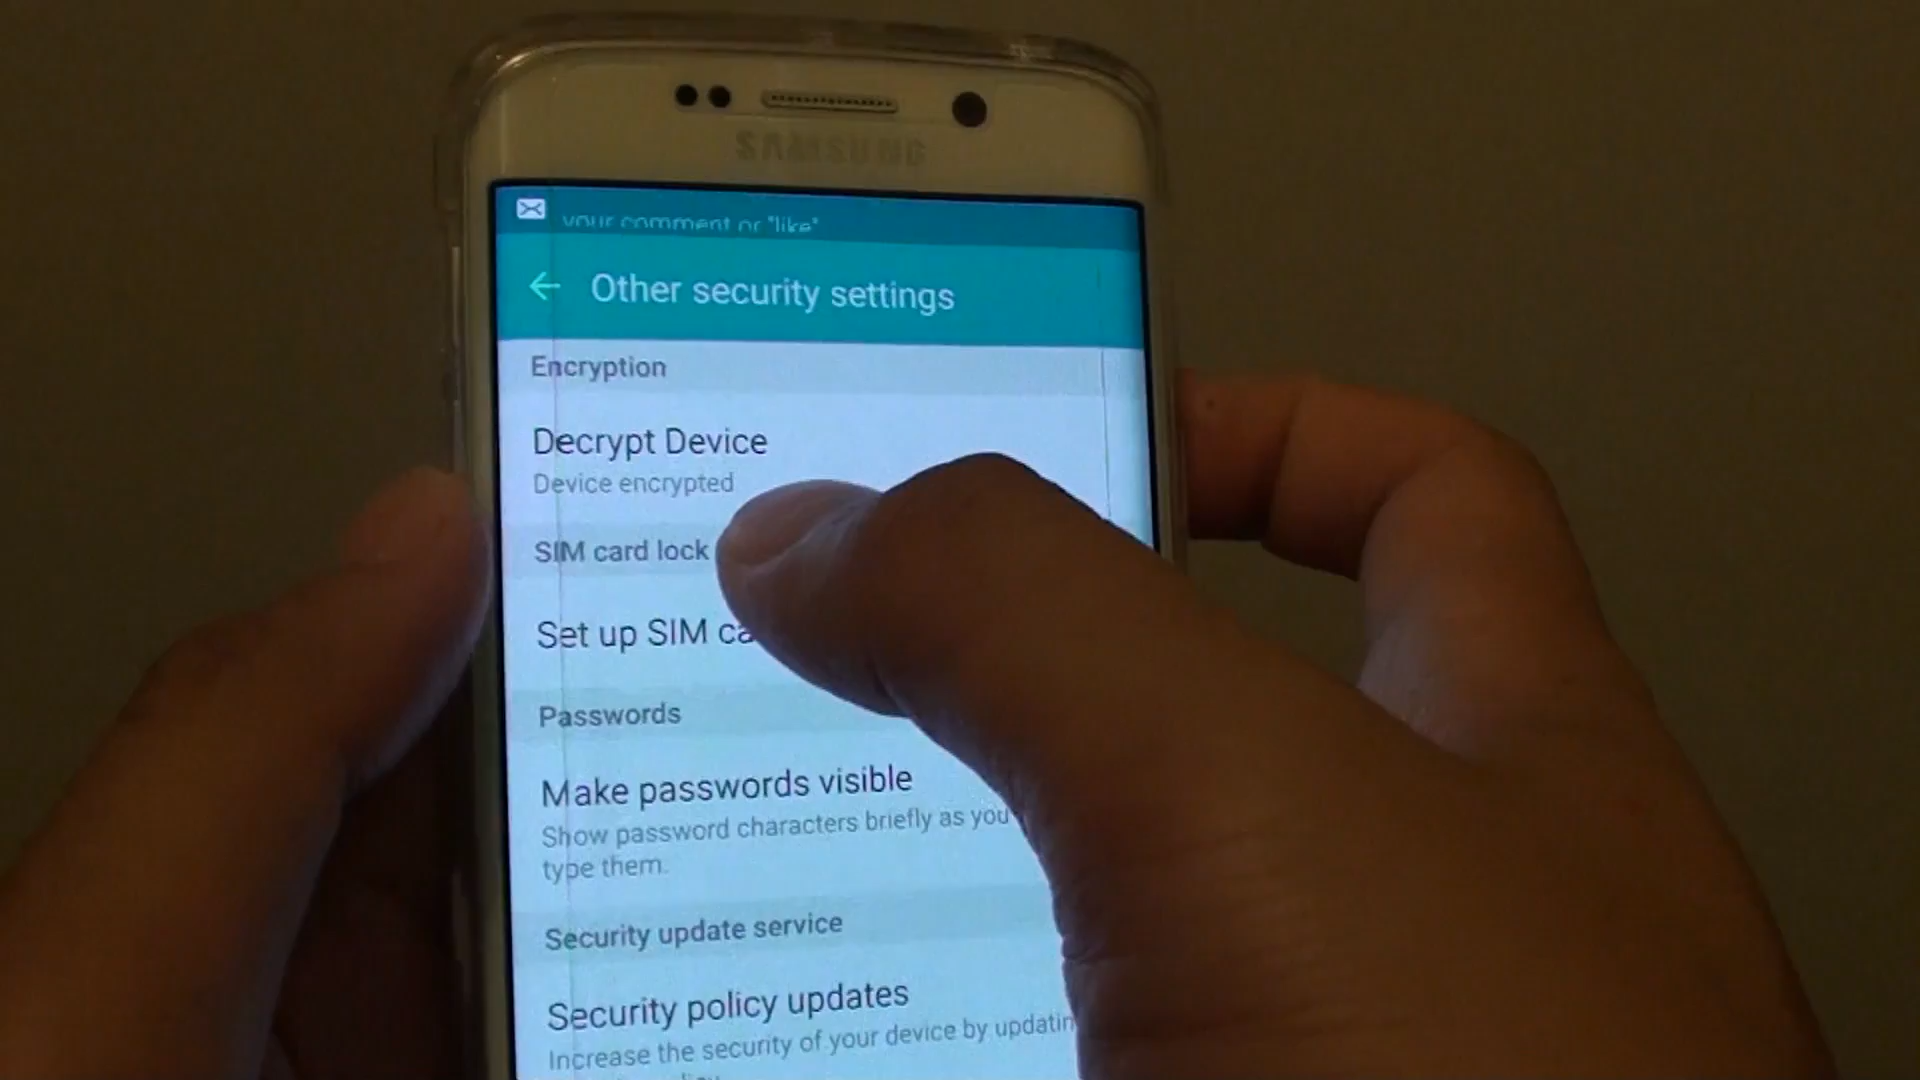 SAMSUNG
your comment or "like"
Other security settings
Encryption
Decrypt Device
Device encrypted
SIM card lock
Set up SIM
Passwords
Make passwords visible
Show password characters briefly as you
type them.
Security update service
Security policy updates
Increase the security of your device by